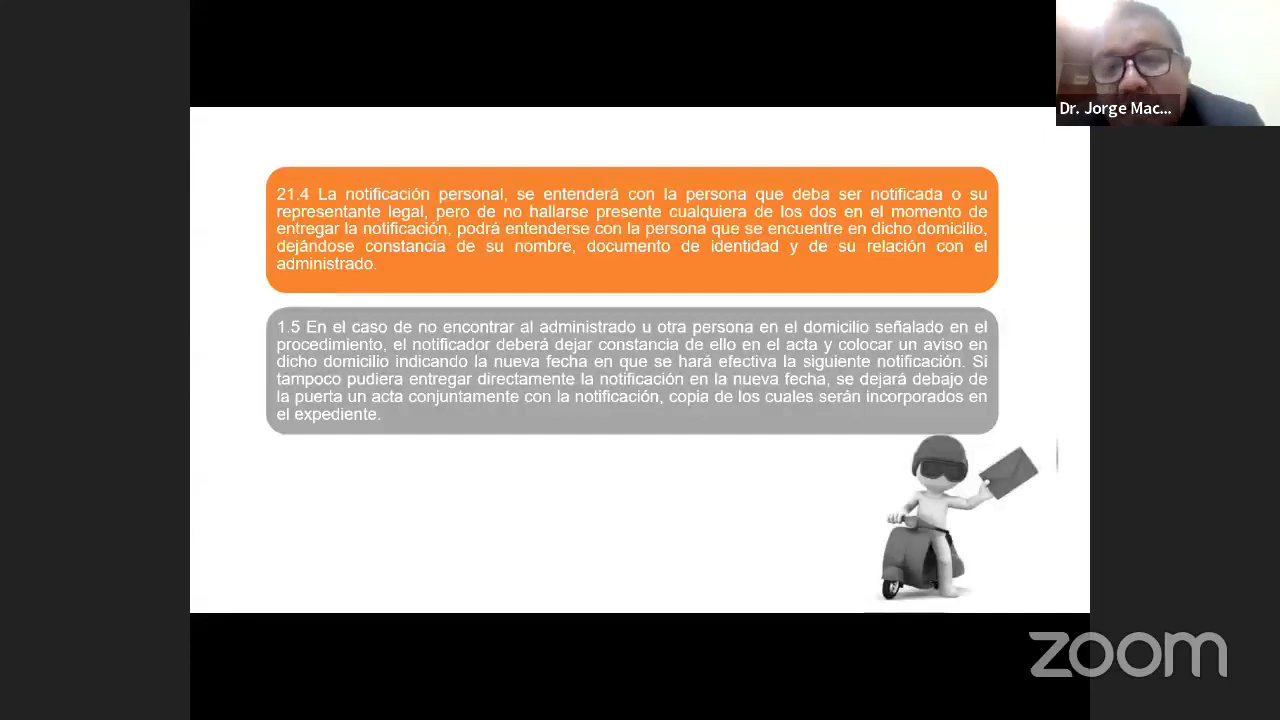 Dr. Jorge Mac...
21.4 La notificación personal, se entenderá con la persona que deba ser notificada o su
representante legal, pero de no hallarse presente cualquiera de los dos en el momento de
entregar la notificación, podrá entenderse con la persona que se encuentre en dicho domicilio,
dejándose constancia de su nombre, documento de identidad y de su relación con el
administrado.
1.5 En el caso de no encontrar al administrado u otra persona en el domicilio señalado en el
procedimiento, el notificador deberá dejar constancia de ello en el acta y colocar un aviso en
dicho domicilio indicando la nueva fecha en que se hará efectiva la siguiente notificación. Si
tampoco pudiera entregar directamente la notificación en la nueva fecha, se dejará debajo de
la puerta un acta conjuntamente con la notificación, copia de los cuales serán incorporados en
el expediente.
zoom